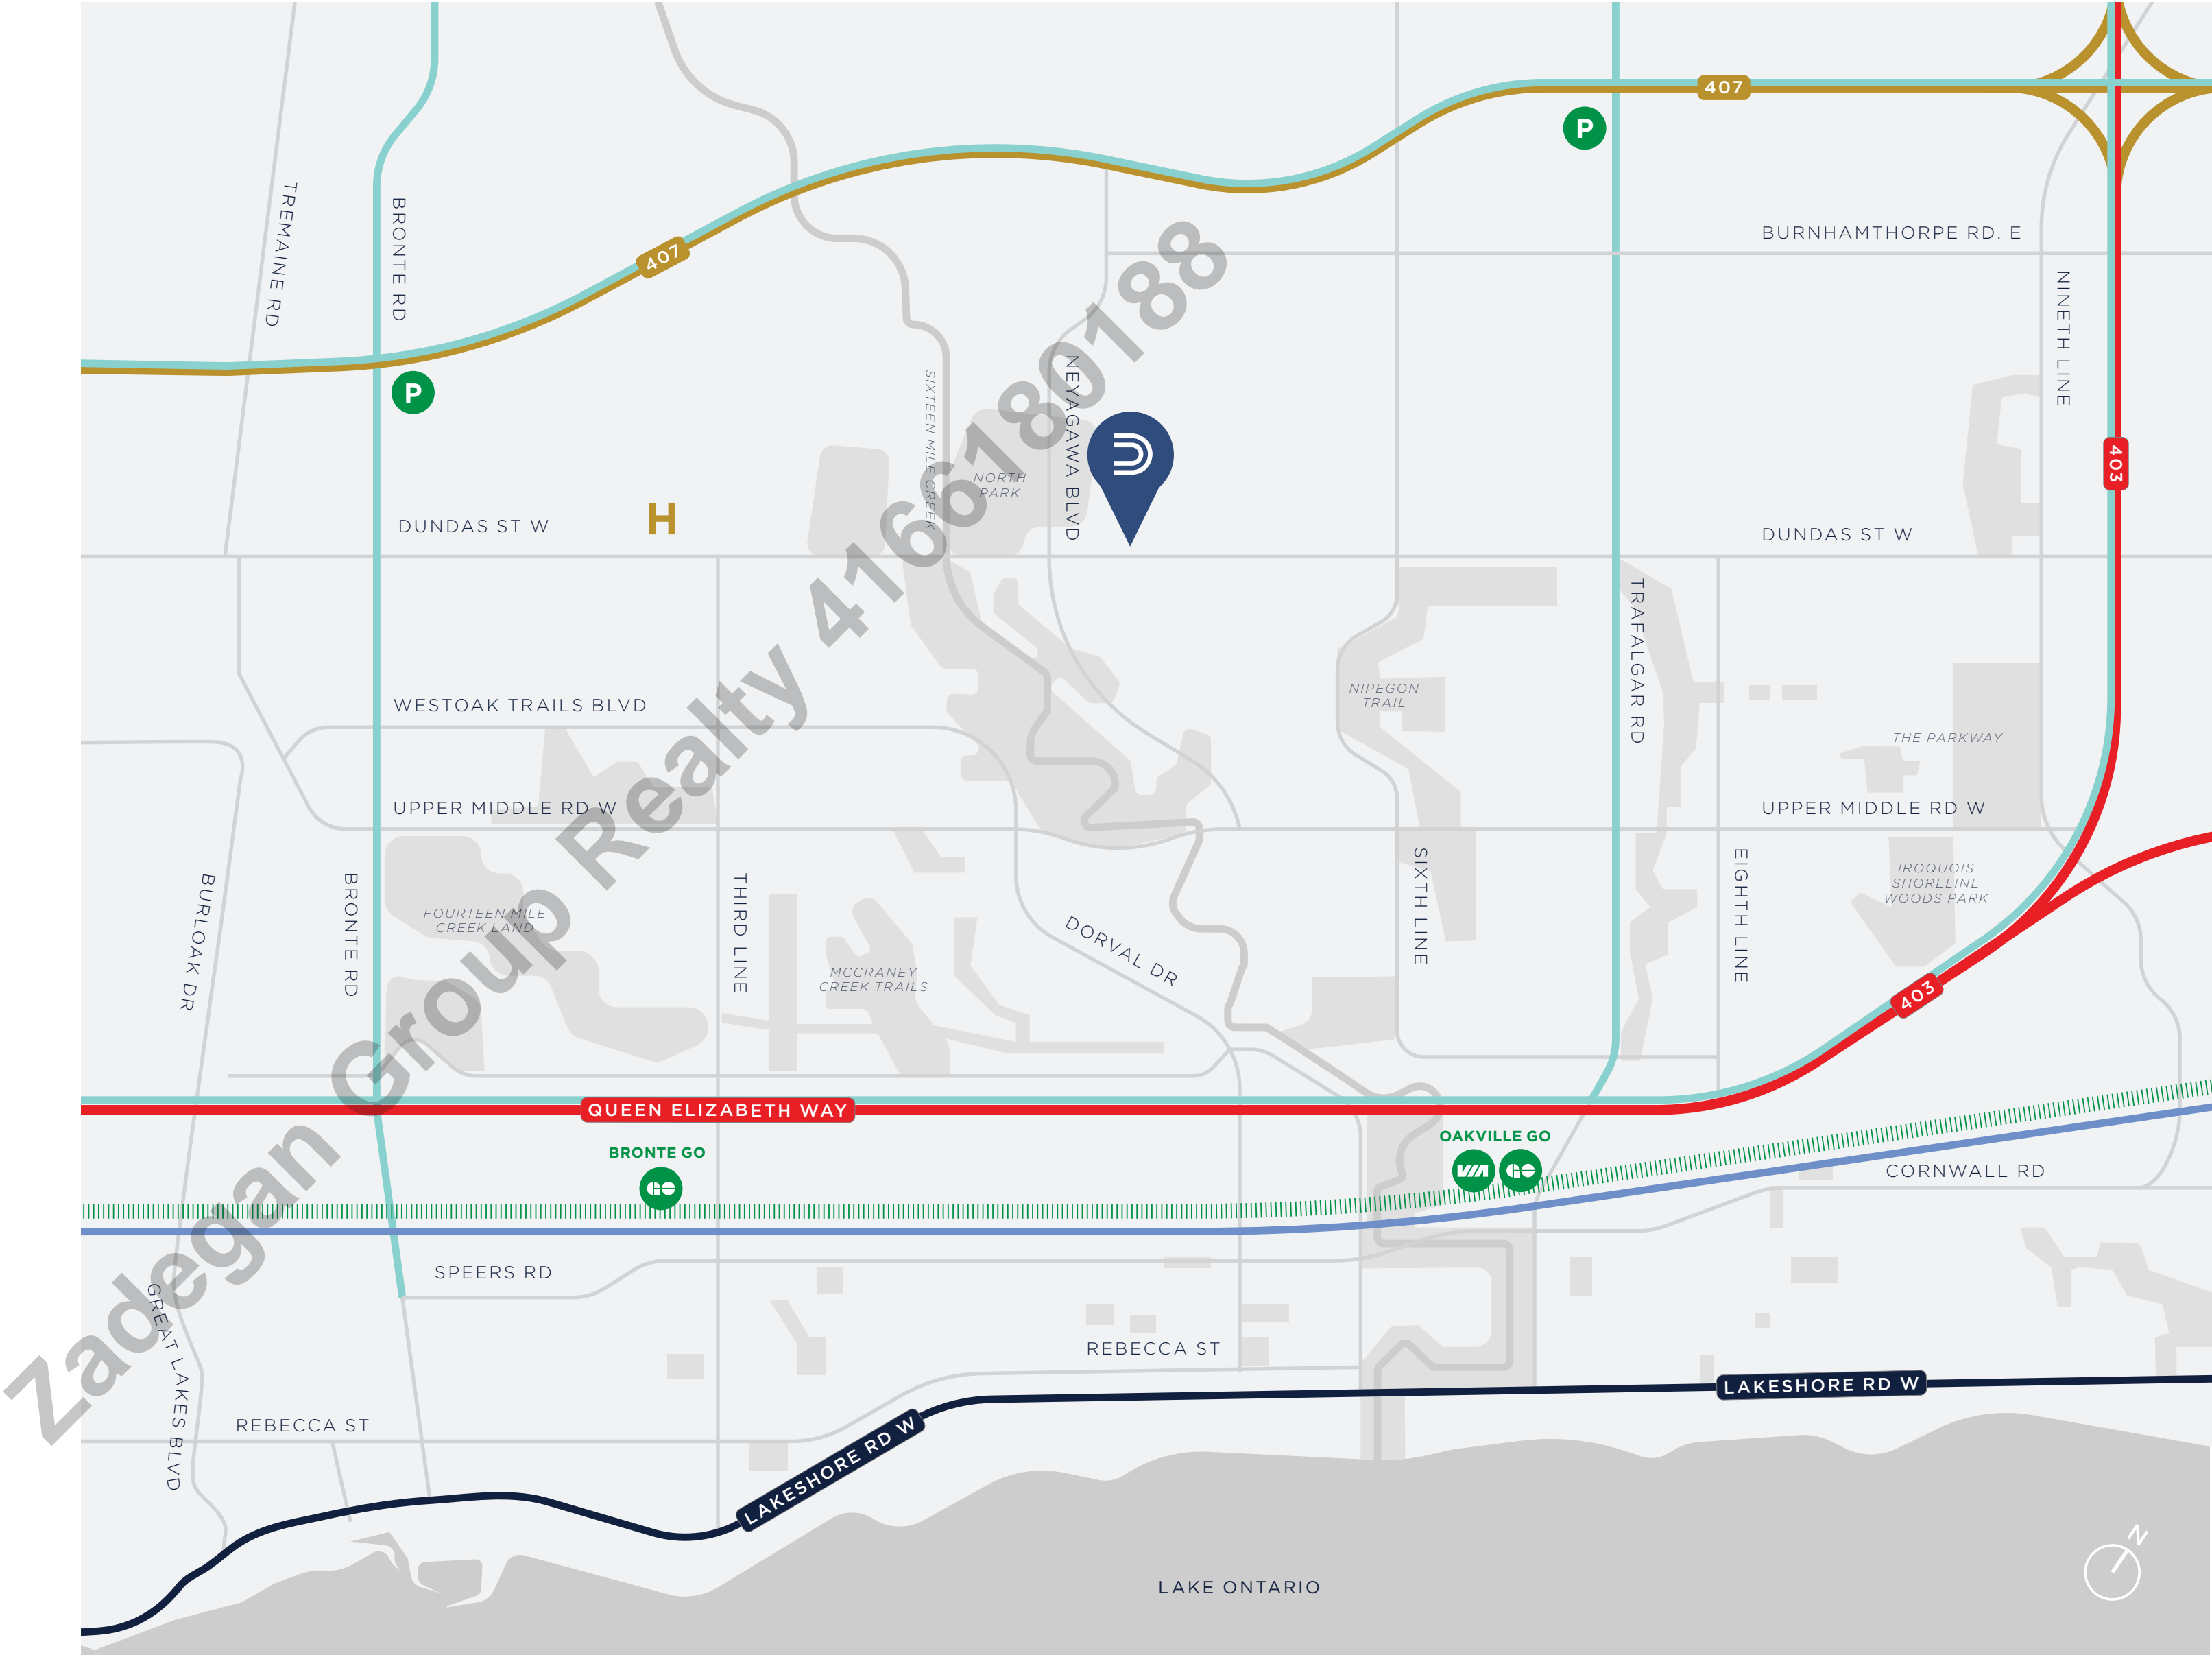 407
P
407
BURNHAMTHORPE RD. E
TREMAINE RD
BRONTE RD
NINETH LINE
P
SIXTEEN MILE CREEK
NEYAGAWA BLVD
NORTH
PARK
403
H
DUNDAS ST W
DUNDAS ST W
TRAFALGAR RD
WESTOAK TRAILS BLVD
NIPEGON
TRAIL
THE PARKWAY
UPPER MIDDLE RD W
UPPER MIDDLE RD W
BURLOAK DR
BRONTE RD
FOURTEEN MILE
CREEK LAND
THIRD LINE
MCCRANEY
CREEK TRAILS
DORVAL DR
SIXTH LINE
EIGHTH LINE
IROQUOIS
SHORELINE
WOODS PARK
403
QUEEN ELIZABETH WAY
BRONTE GO
GO
OAKVILLE GO
VIA GO
CORNWALL RD
SPEERS RD
GREAT LAKES BLVD
REBECCA ST
REBECCA ST
LAKESHORE RD W
LAKESHORE RD W
LAKE ONTARIO
N
Zadegan Group Realty 4166180188